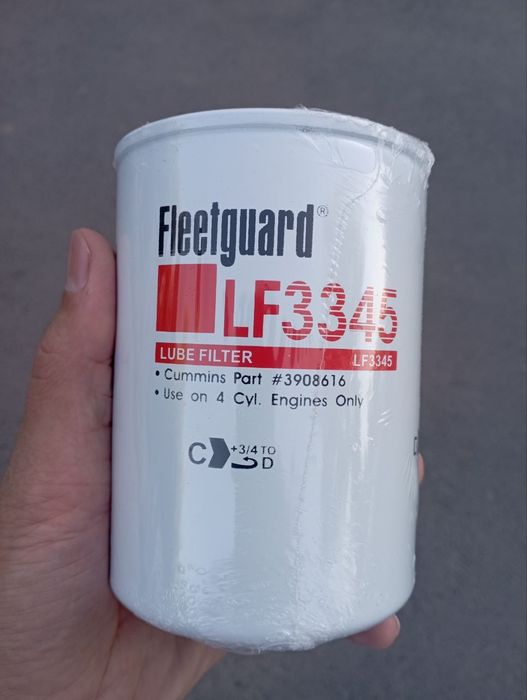 Fleetguard®
LF3345
LUBE FILTER LF3345
• Cummins Part #3908616
• Use on 4 Cyl. Engines Only
C +3/4 TO D